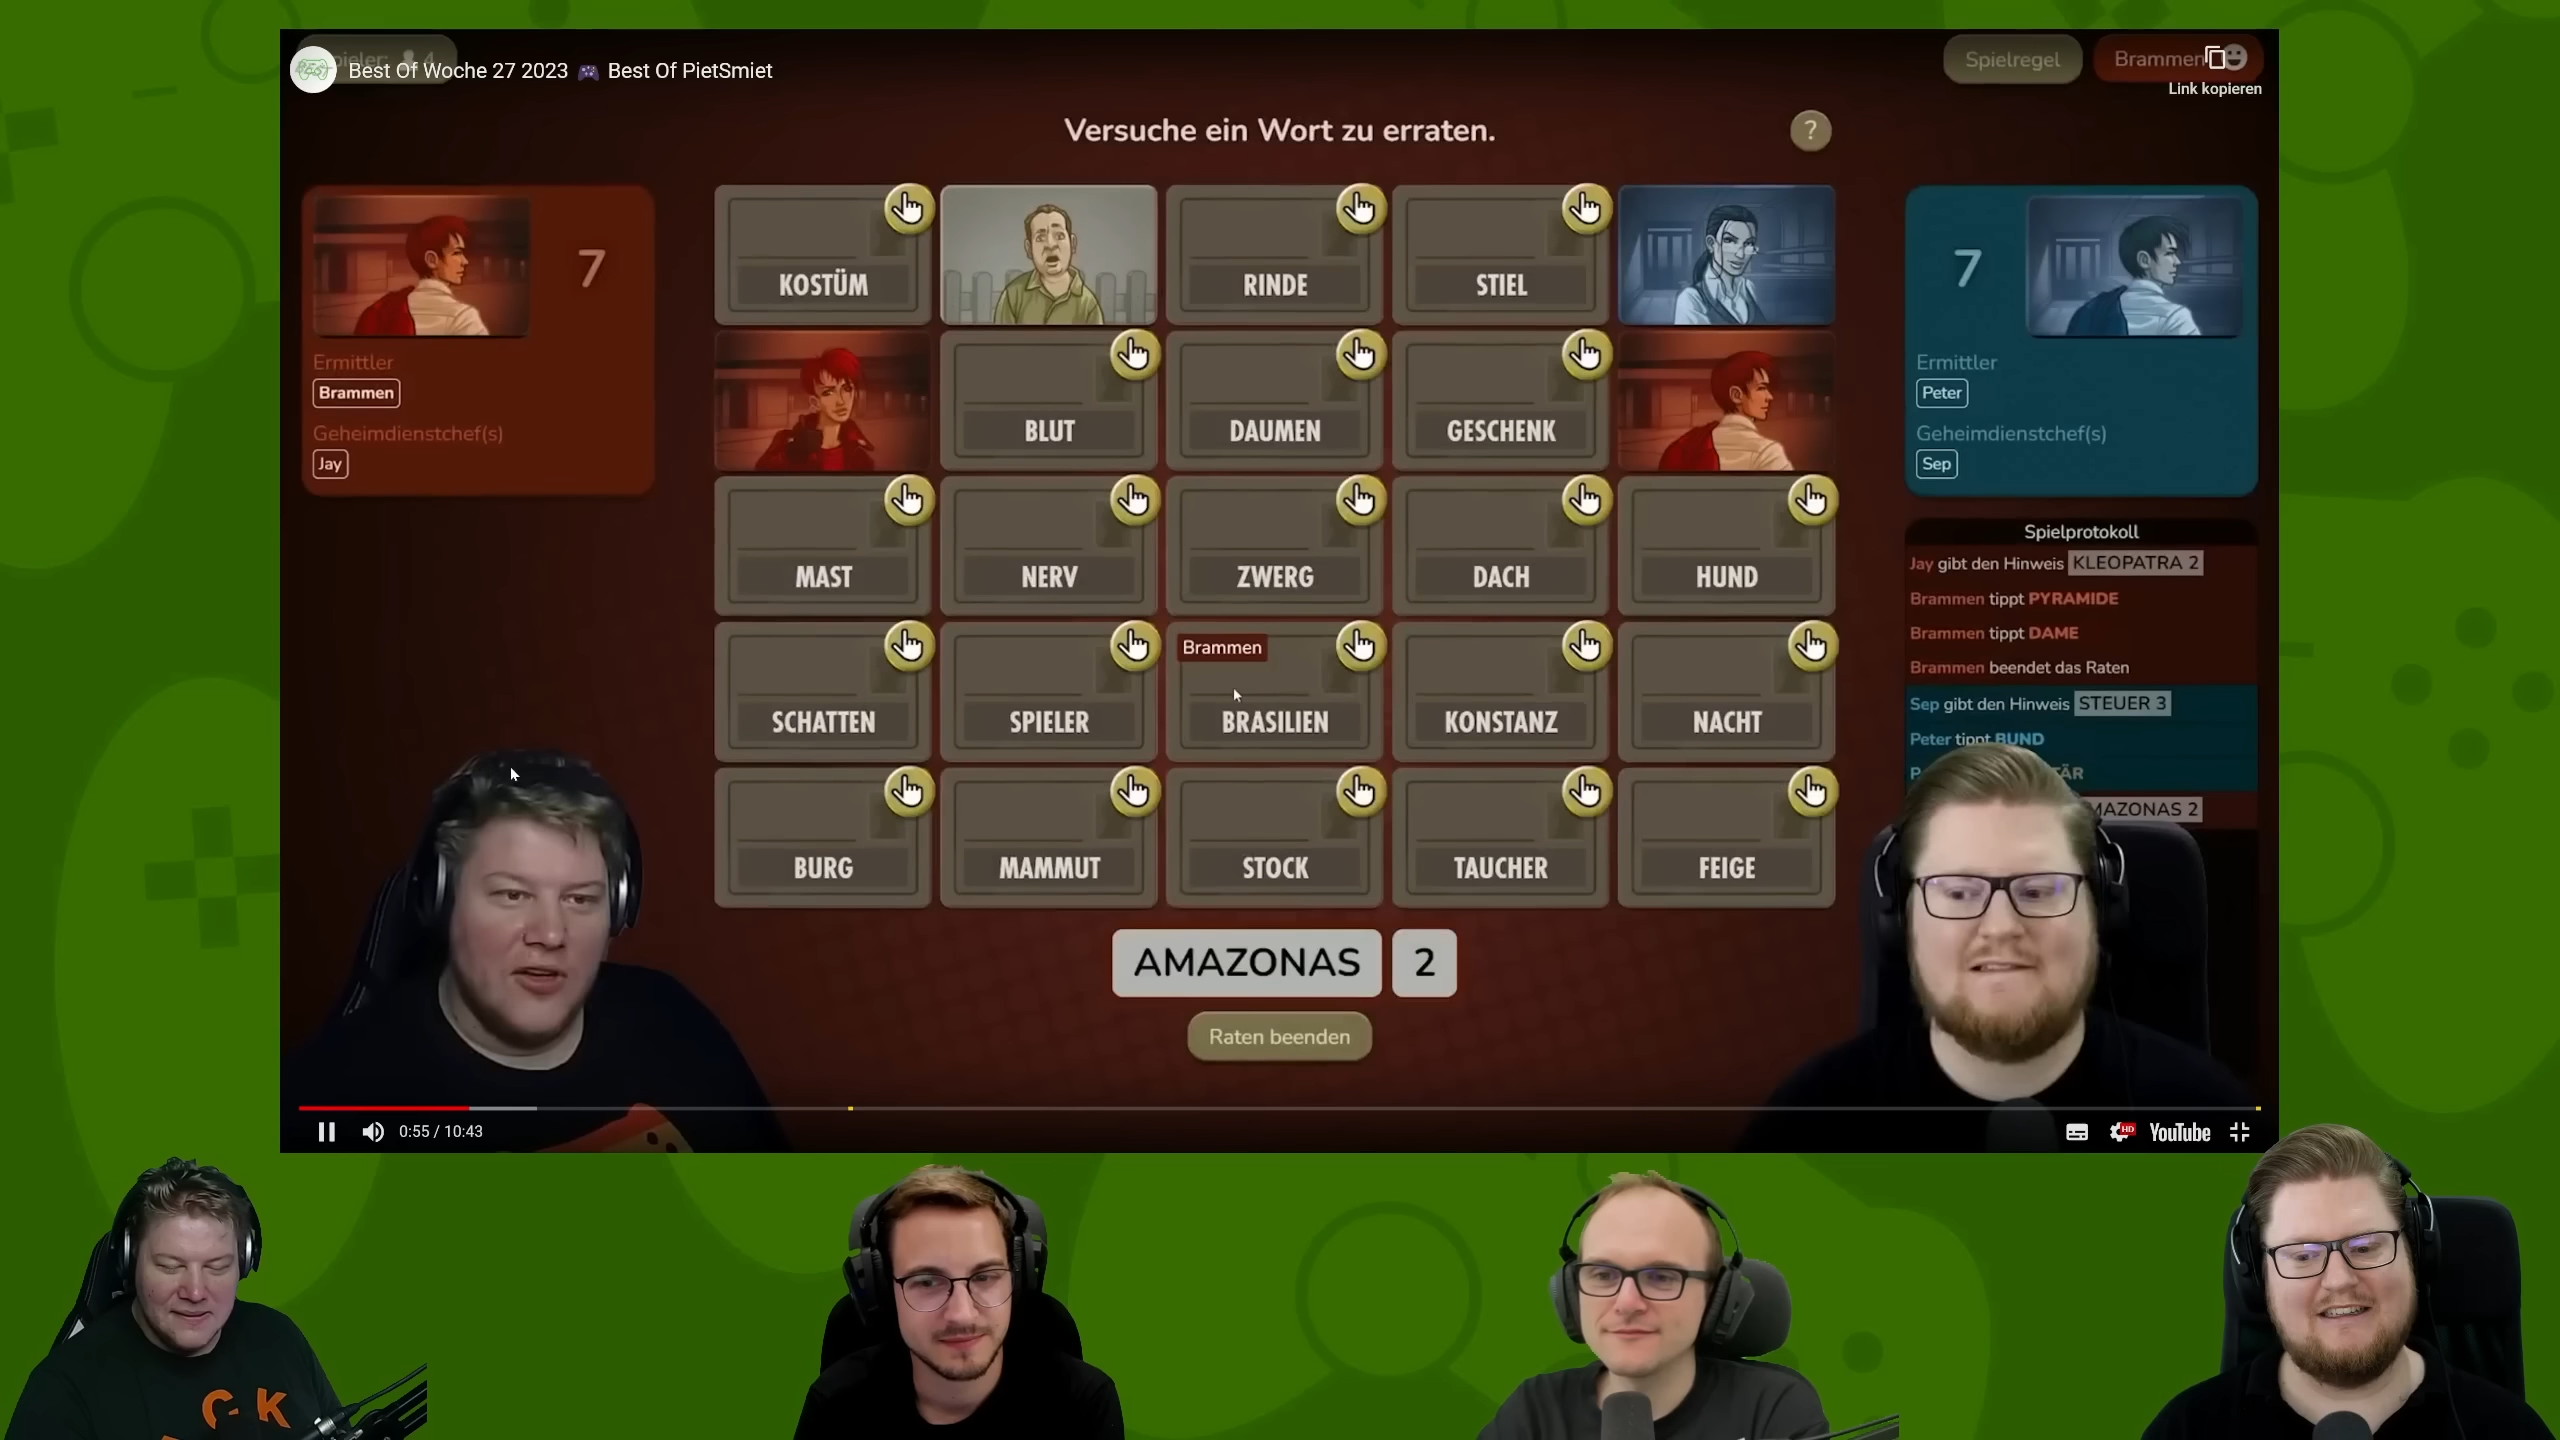 Best Of Woche 27 2023 🎮 Best Of PietSmiet
Spielregel
Brammen
Link kopieren
Versuche ein Wort zu erraten.
?
7
Ermittler
Brammen
Geheimdienstchef(s)
Jay
KOSTÜM
RINDE
STIEL
BLUT
DAUMEN
GESCHENK
MAST
NERV
ZWERG
DACH
HUND
SCHATTEN
SPIELER
Brammen
BRASILIEN
KONSTANZ
NACHT
BURG
MAMMUT
STOCK
TAUCHER
FEIGE
AMAZONAS 2
Raten beenden
7
Ermittler
Peter
Geheimdienstchef(s)
Sep
Spielprotokoll
Jay gibt den Hinweis KLEOPATRA 2
Brammen tippt PYRAMIDE
Brammen tippt DAME
Brammen beendet das Raten
Sep gibt den Hinweis STEUER 3
Peter tippt BUND
0:55 / 10:43
HD
YouTube